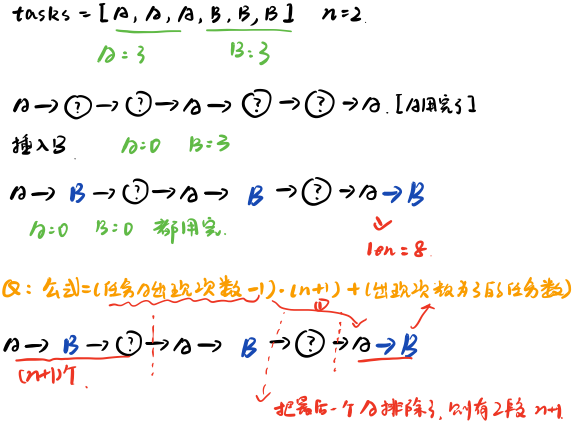 tasks = [A, A, A, B, B, B] n=2.
A=3 B=3
A→?→?→A→?→?→A. [A用完了]
插入B. A=0 B=3
A→B→?→A→B→?→A→B
A=0 B=0 都用完.
len=8.
Q: 公式=(任务A出现次数-1)·(n+1)+(出现次数为3的任务数)
①
A→B→?→A→B→?→A→B
(n+1)个.
把最后一个A排除了,则有2段 n+1.